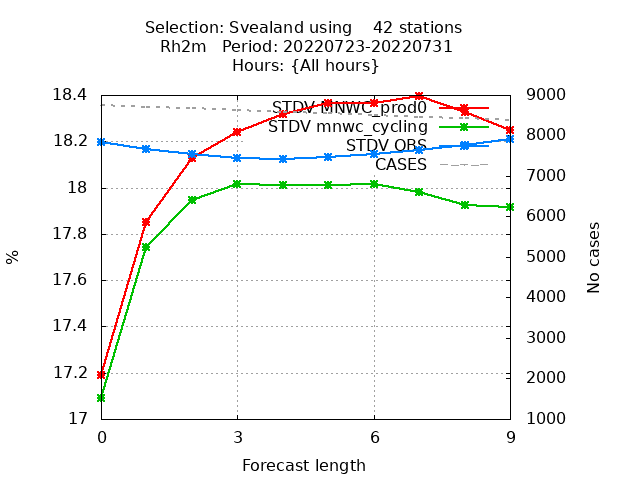 Selection: Svealand using 42 stations
Rh2m Period: 20220723-20220731
Hours: {All hours}
18.4
18.2
18
17.8
17.6
17.4
17.2
17
%
STDV MNWC_prod0
STDV mnwc_cycling
STDV OBS
CASES
9000
8000
7000
6000
5000
4000
3000
2000
1000
No cases
0 3 6 9
Forecast length